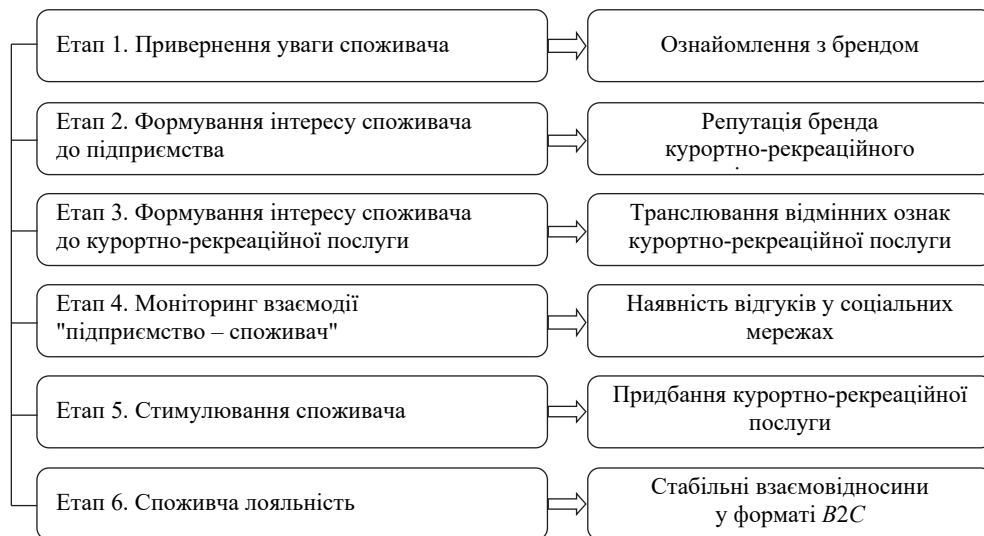 Етап 1. Привернення уваги споживача
Ознайомлення з брендом
Етап 2. Формування інтересу споживача
до підприємства
Репутація бренда
курортно-рекреаційного
Етап 3. Формування інтересу споживача
до курортно-рекреаційної послуги
Транслювання відмінних ознак
курортно-рекреаційної послуги
Етап 4. Моніторинг взаємодії
"підприємство – споживач"
Наявність відгуків у соціальних
мережах
Етап 5. Стимулювання споживача
Придбання курортно-рекреаційної
послуги
Етап 6. Споживча лояльність
Стабільні взаємовідносини
у форматі B2C